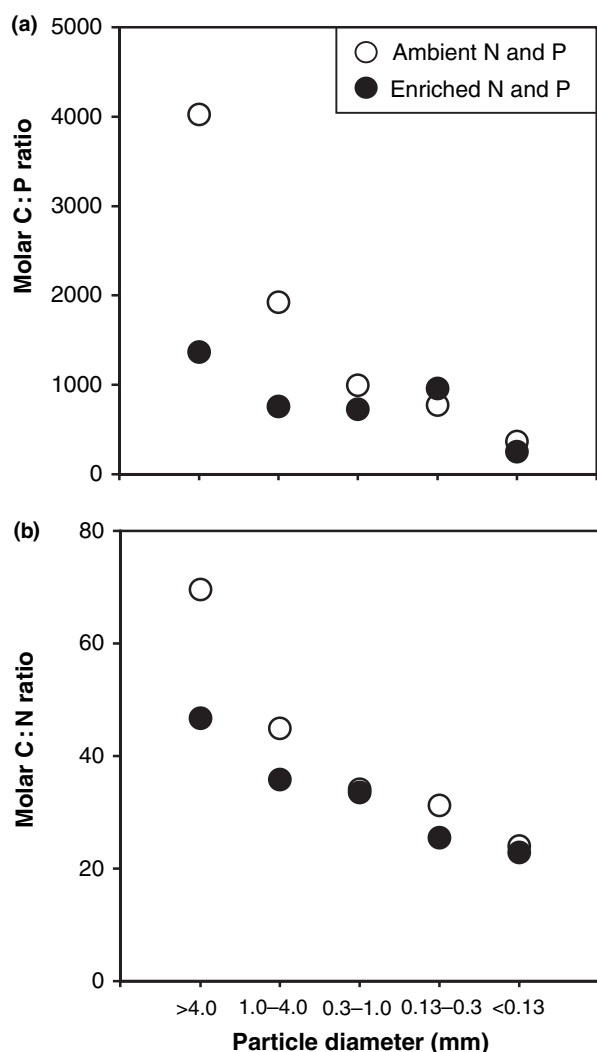 (a)
5000
4000
3000
2000
1000
0
Molar C:P ratio
Ambient N and P
Enriched N and P
(b)
80
60
40
20
0
Molar C:N ratio
>4.0 1.0–4.0 0.3–1.0 0.13–0.3 <0.13
Particle diameter (mm)